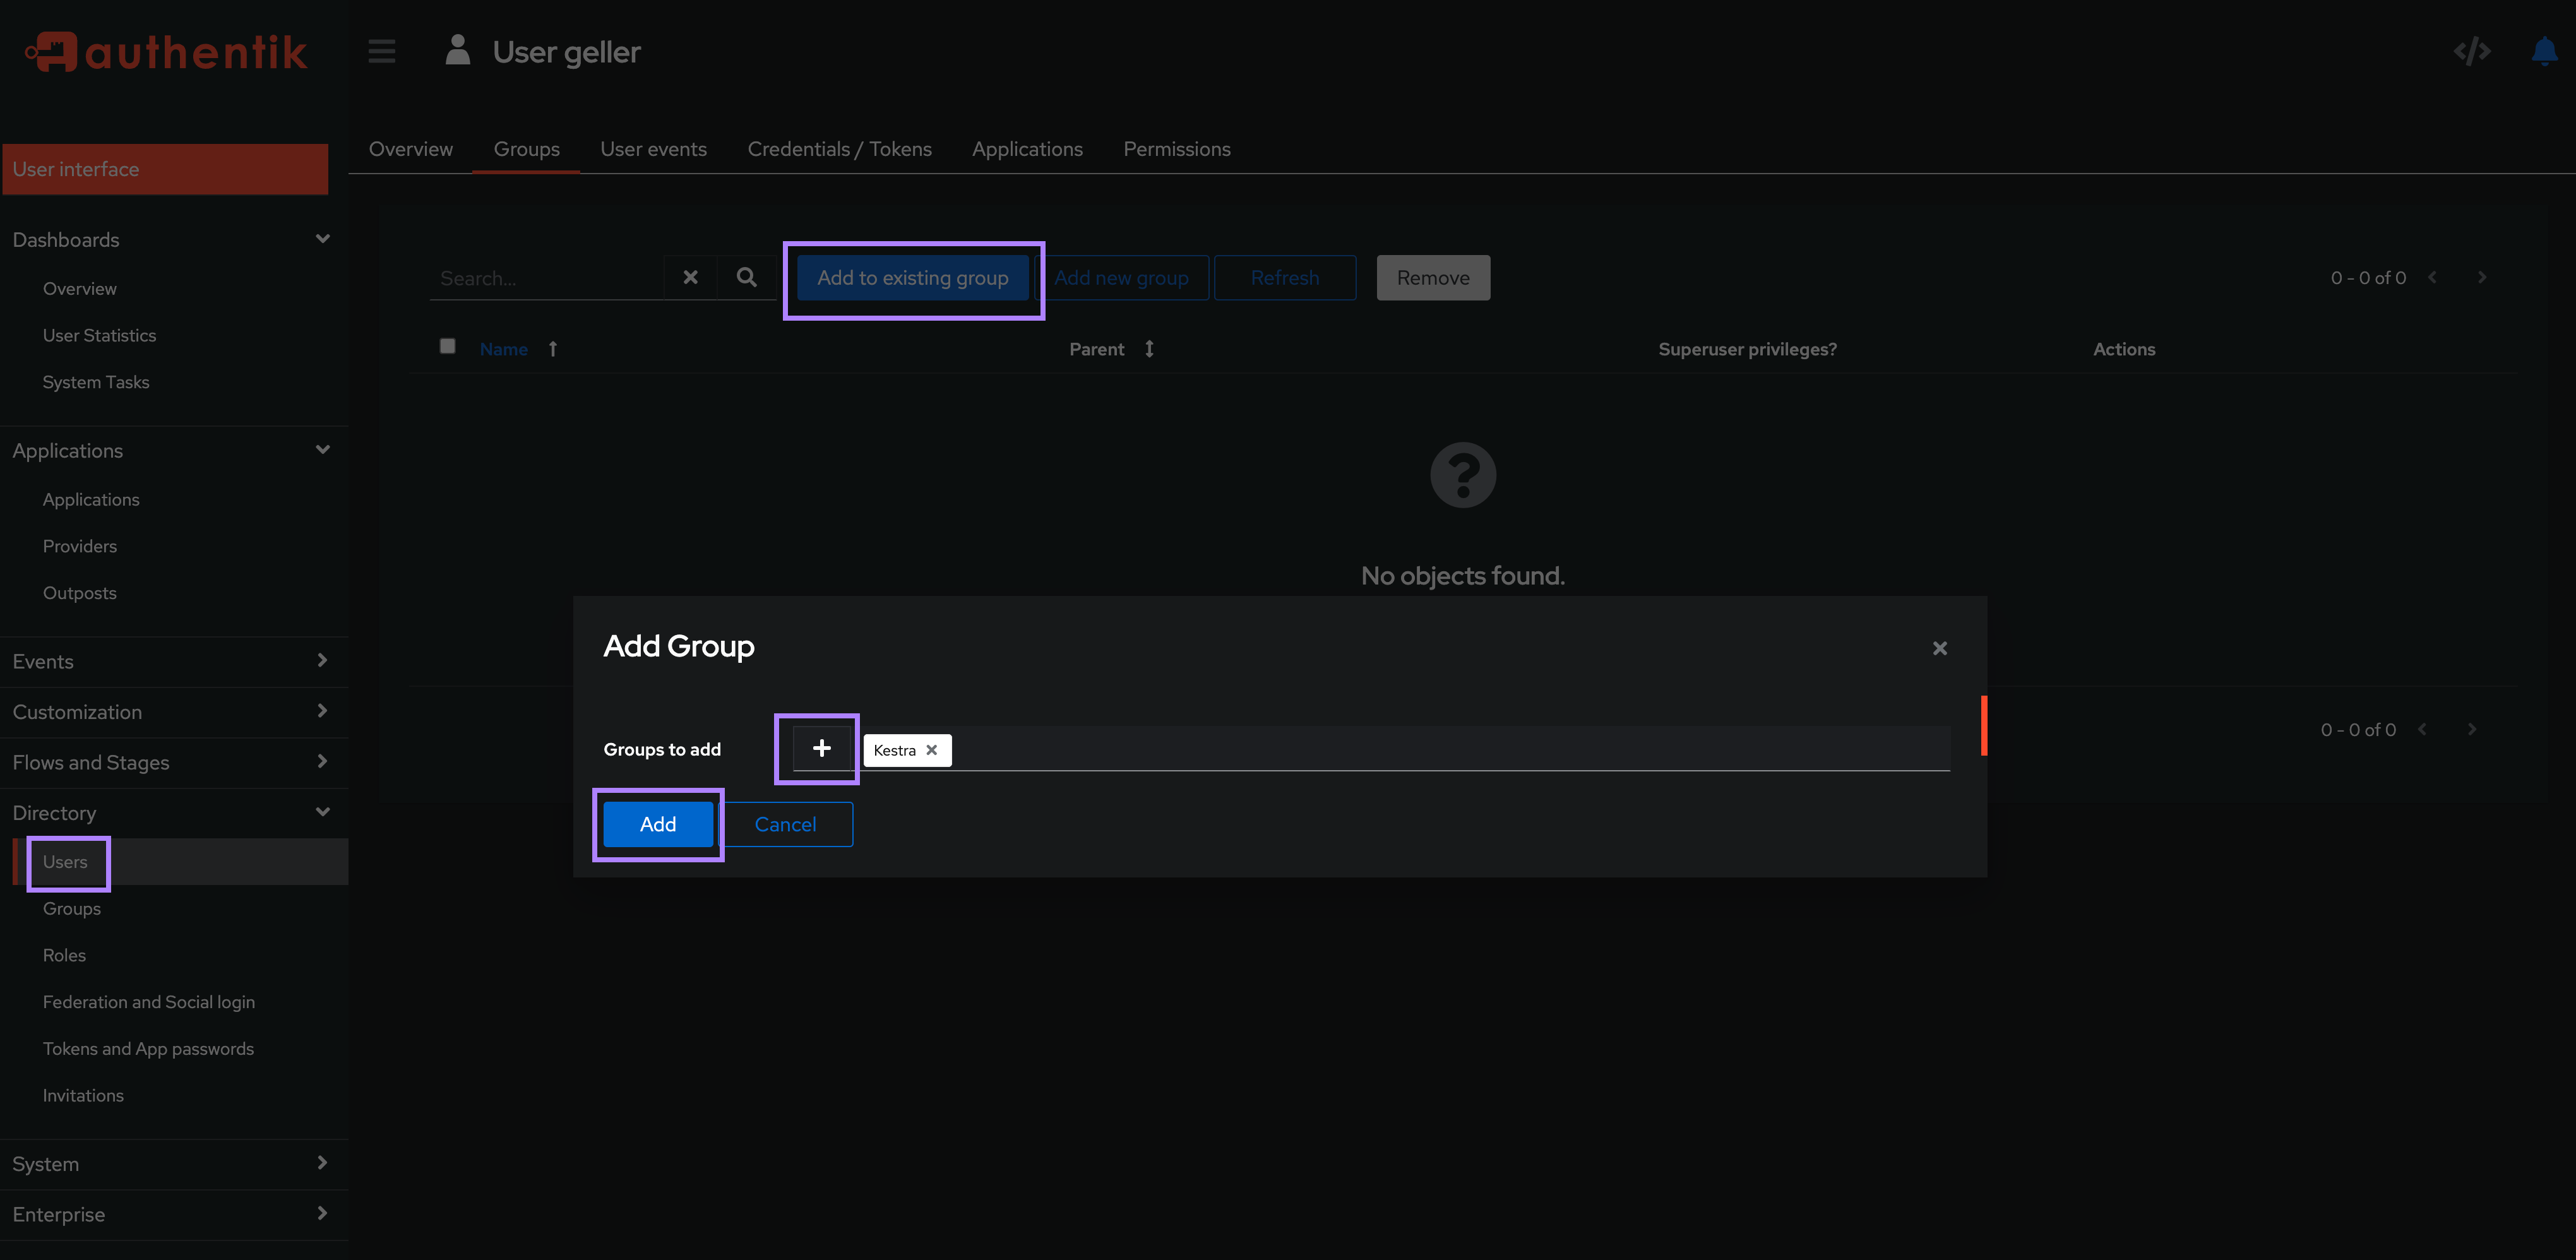 authentik
User geller
User interface
Overview Groups User events Credentials / Tokens Applications Permissions
Dashboards
Overview
User Statistics
System Tasks
Applications
Applications
Providers
Outposts
Events
Customization
Flows and Stages
Directory
Users
Groups
Roles
Federation and Social login
Tokens and App passwords
Invitations
System
Enterprise
Search... Add to existing group Add new group Refresh Remove 0 - 0 of 0
Name Parent Superuser privileges? Actions
No objects found.
Add Group
Groups to add Kestra
0 - 0 of 0
Add Cancel